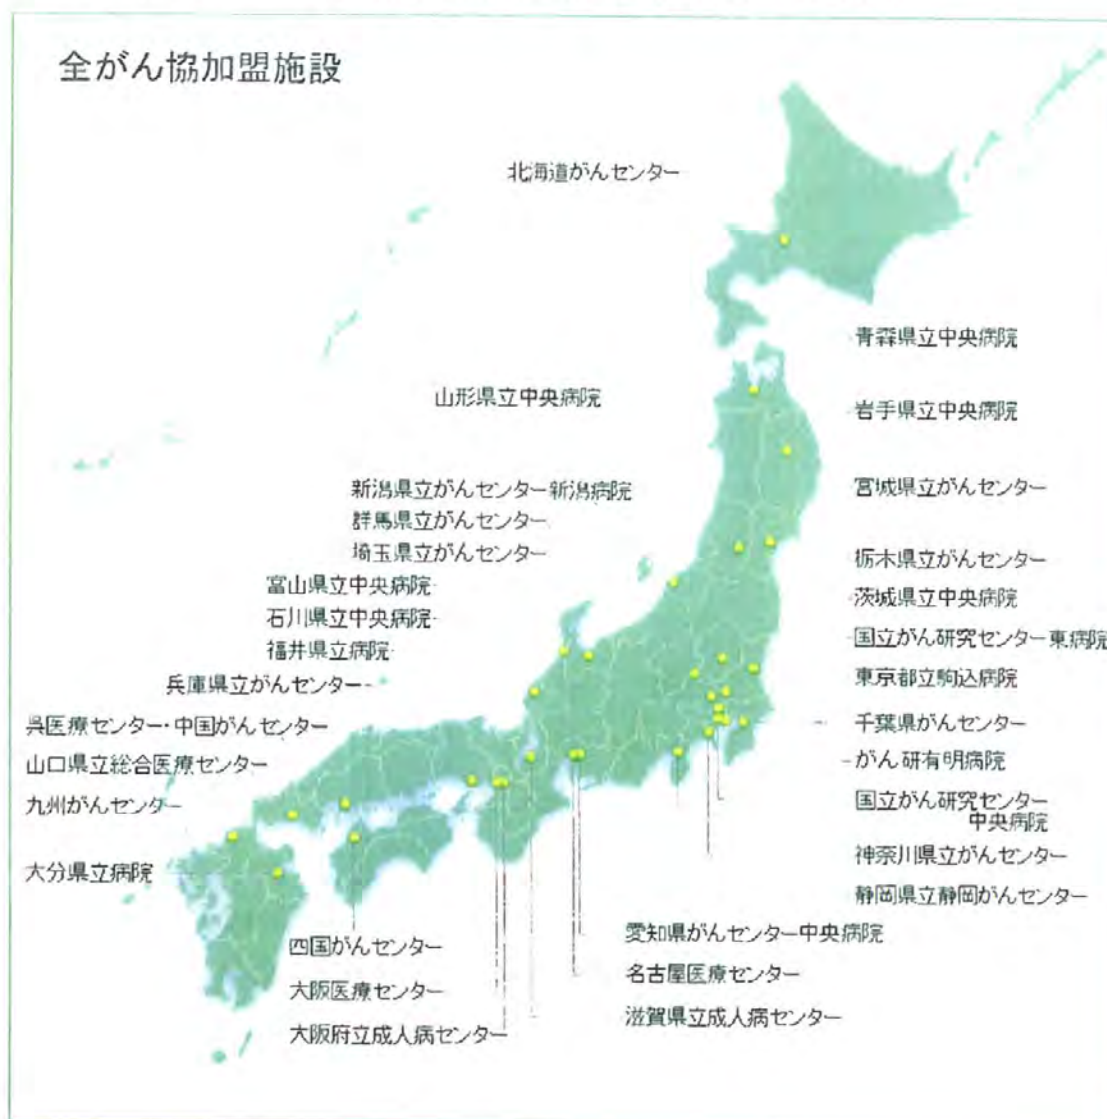 全がん協加盟施設
北海道がんセンター
青森県立中央病院
山形県立中央病院
岩手県立中央病院
新潟県立がんセンター新潟病院
宮城県立がんセンター
群馬県立がんセンター
埼玉県立がんセンター
栃木県立がんセンター
富山県立中央病院
茨城県立中央病院
石川県立中央病院
国立がん研究センター東病院
福井県立病院
東京都立駒込病院
兵庫県立がんセンター
千葉県がんセンター
呉医療センター・中国がんセンター
がん研有明病院
山口県立総合医療センター
国立がん研究センター
中央病院
九州がんセンター
神奈川県立がんセンター
大分県立病院
静岡県立静岡がんセンター
四国がんセンター
愛知県がんセンター中央病院
大阪医療センター
名古屋医療センター
大阪府立成人病センター
滋賀県立成人病センター